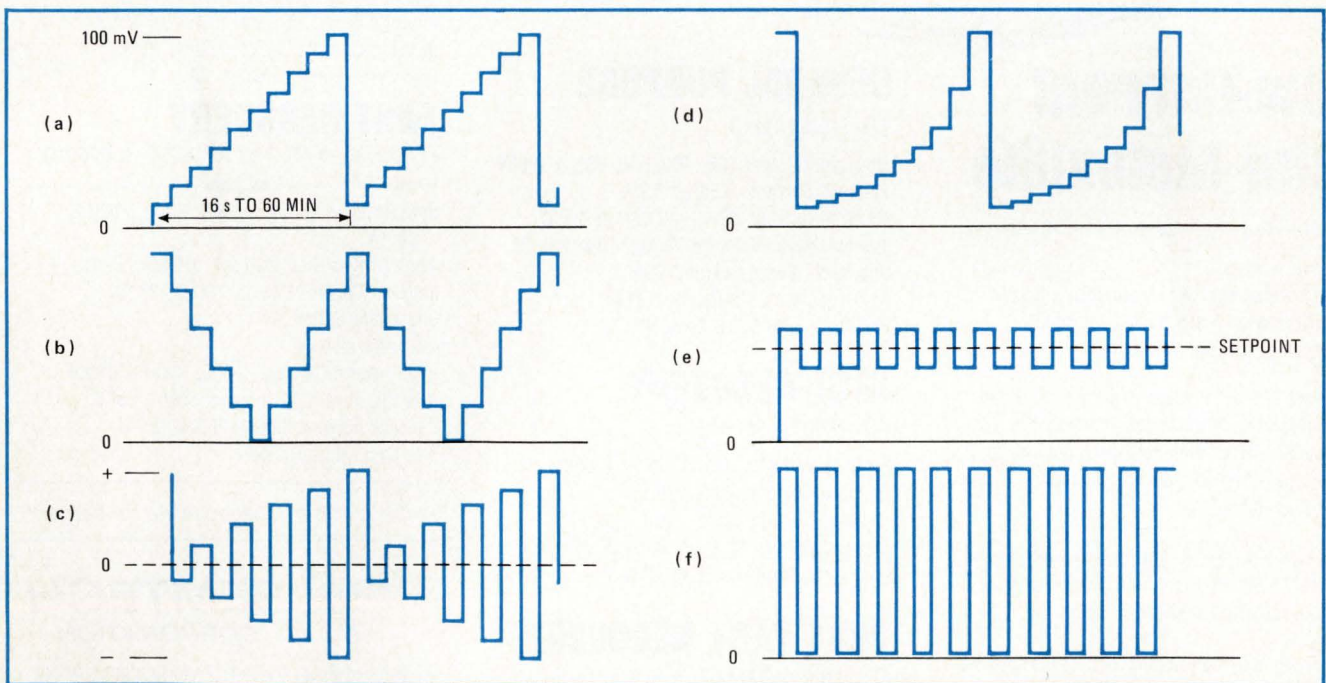 100 mV
(a)
16 s TO 60 MIN
0
(b)
0
+
(c)
0
–
(d)
0
(e)
SETPOINT
0
(f)
0